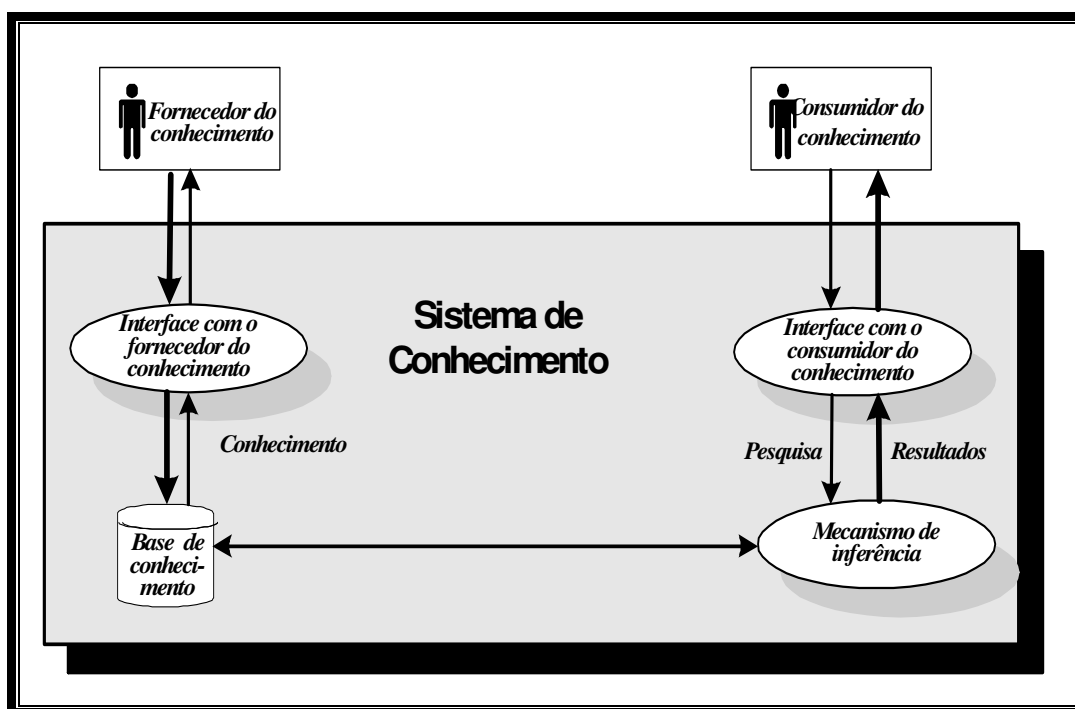 Fornecedor do
conhecimento
Consumidor do
conhecimento
Sistema de
Conhecimento
Interface com o
fornecedor do
conhecimento
Interface com o
consumidor do
conhecimento
Conhecimento
Pesquisa
Resultados
Base de
conheci-
mento
Mecanismo de
inferência